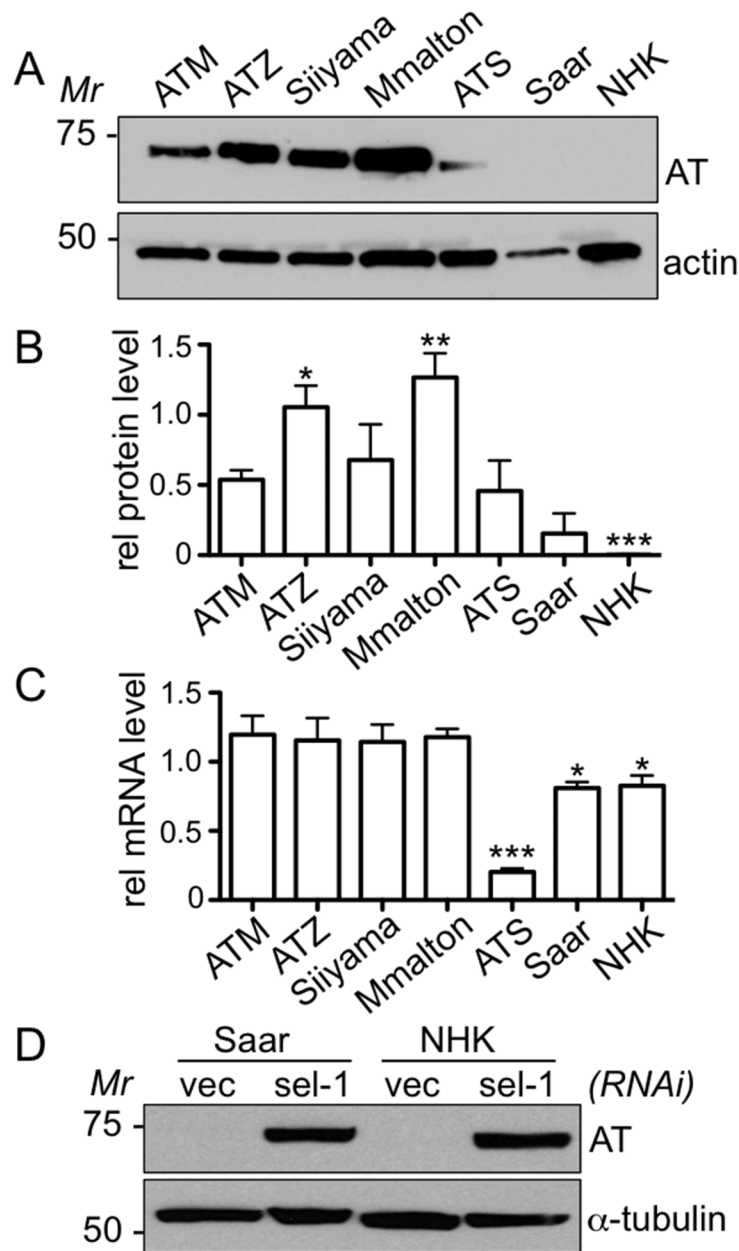 A
Mr ATM ATZ Siiyama Mmalton ATS Saar NHK
75
AT
50
actin
B
rel protein level
1.5
1.0
0.5
0
* ** ***
ATM ATZ Siiyama Mmalton ATS Saar NHK
C
rel mRNA level
1.5
1.0
0.5
0
*** * *
ATM ATZ Siiyama Mmalton ATS Saar NHK
D
Saar NHK
Mr vec sel-1 vec sel-1 (RNAi)
75
AT
α-tubulin
50